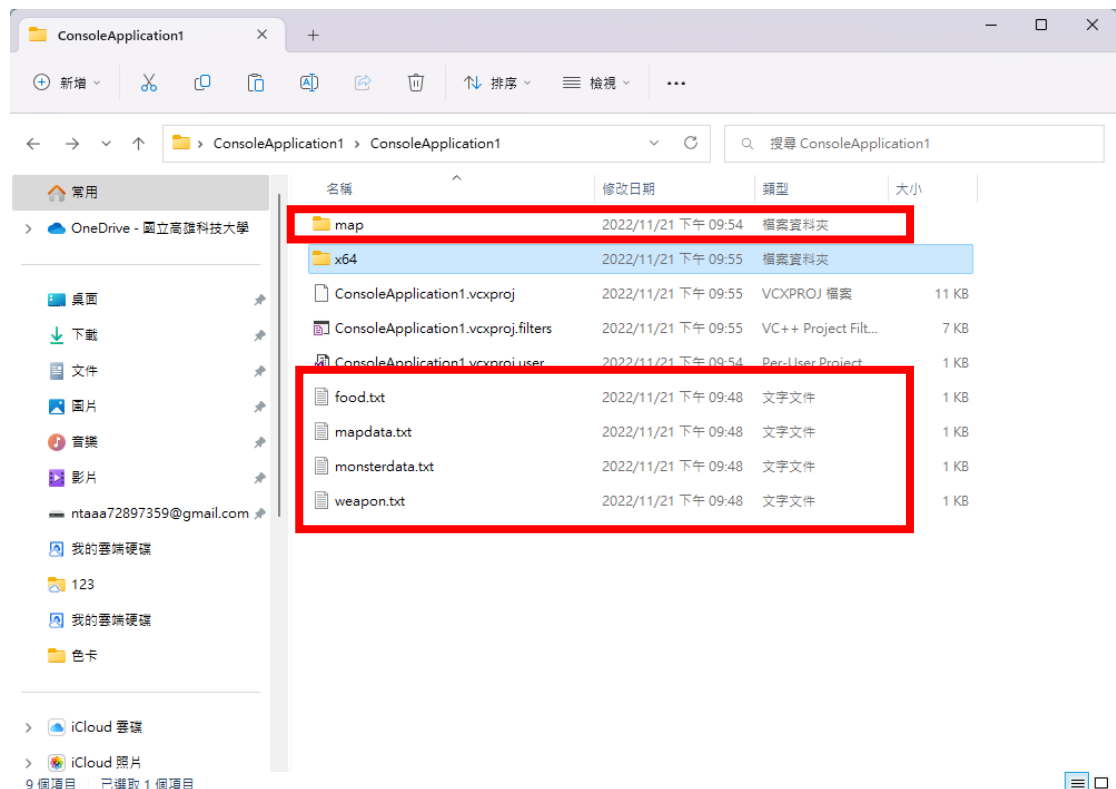 ConsoleApplication1
新增
排序
檢視
ConsoleApplication1 > ConsoleApplication1
搜尋 ConsoleApplication1
常用
OneDrive - 國立高雄科技大學
桌面
下載
文件
圖片
音樂
影片
ntaaa72897359@gmail.com
我的雲端硬碟
123
我的雲端硬碟
色卡
iCloud 雲碟
iCloud 照片
名稱 修改日期 類型 大小
map 2022/11/21 下午 09:54 檔案資料夾
x64 2022/11/21 下午 09:55 檔案資料夾
ConsoleApplication1.vcxproj 2022/11/21 下午 09:55 VCXPROJ 檔案 11 KB
ConsoleApplication1.vcxproj.filters 2022/11/21 下午 09:55 VC++ Project Filt... 7 KB
ConsoleApplication1.vcxproj.user 2022/11/21 下午 09:54 Per-User Project 1 KB
food.txt 2022/11/21 下午 09:48 文字文件 1 KB
mapdata.txt 2022/11/21 下午 09:48 文字文件 1 KB
monsterdata.txt 2022/11/21 下午 09:48 文字文件 1 KB
weapon.txt 2022/11/21 下午 09:48 文字文件 1 KB
9 個項目 已選取 1 個項目